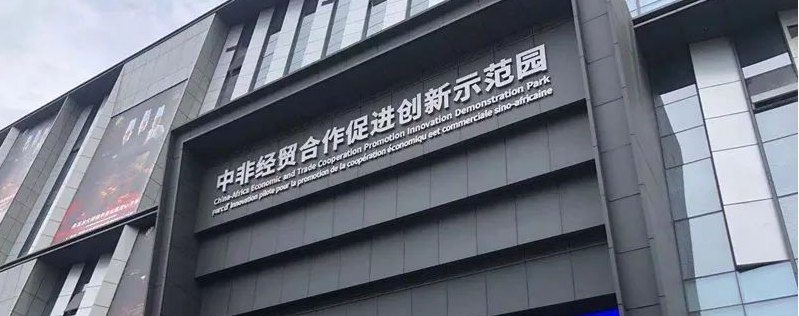 中非经贸合作促进创新示范园
China-Africa Economic and Trade Cooperation Promotion Innovation Demonstration Park
parcd' innovation pilote pour la promotion de la coopération économiqu eet commerciale sino-africaine